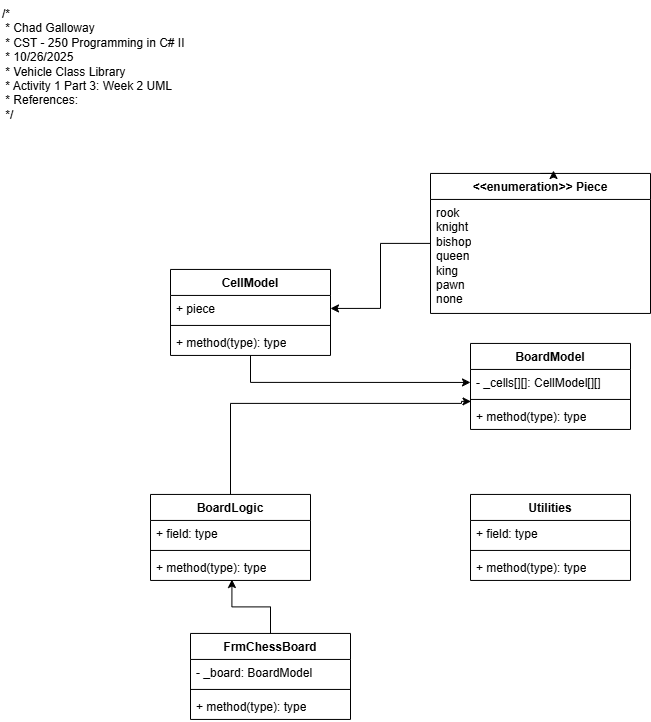 /*
* Chad Galloway
* CST - 250 Programming in C# II
* 10/26/2025
* Vehicle Class Library
* Activity 1 Part 3: Week 2 UML
* References:
*/
<<enumeration>> Piece
rook
knight
bishop
queen
king
pawn
none
CellModel
+ piece
+ method(type): type
BoardModel
- _cells[][]: CellModel[][]
+ method(type): type
BoardLogic
+ field: type
+ method(type): type
Utilities
+ field: type
+ method(type): type
FrmChessBoard
- _board: BoardModel
+ method(type): type